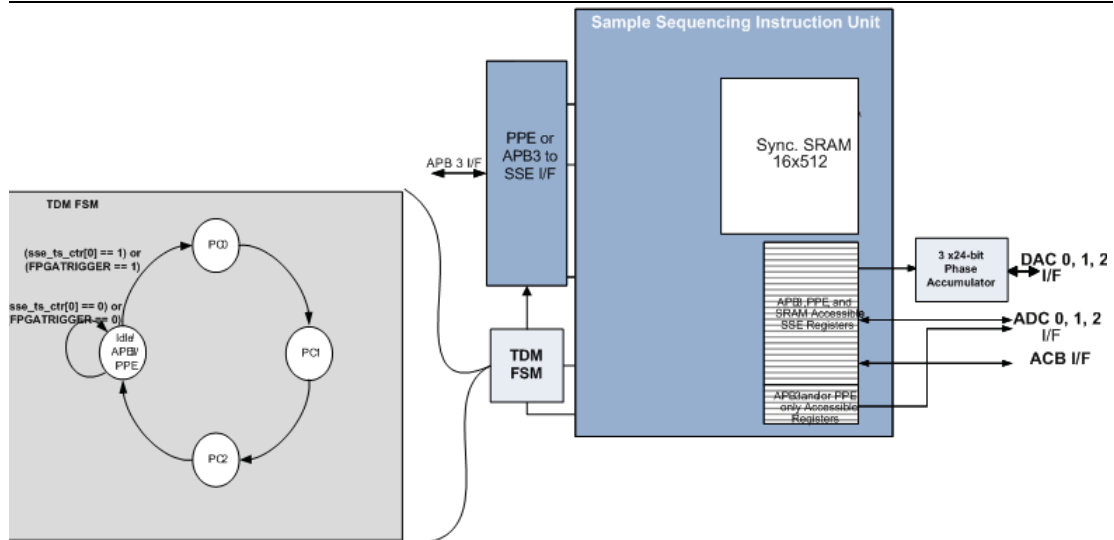 Sample Sequencing Instruction Unit
PPE or
APB3 to
SSE I/F
APB 3 I/F
Sync. SRAM
16x512
TDM FSM
PC0
(sse_ts_ctr[0] == 1) or
(FPGATRIGGER == 1)
sse_ts_ctr[0] == 0) or
FPGATRIGGER == 0)
Idle/
APB3/
PPE
PC1
PC2
TDM
FSM
3 x24-bit
Phase
Accumulator
DAC 0, 1, 2
I/F
APB3, PPE, and
SRAM Accessible
SSE Registers
ADC 0, 1, 2
I/F
ACB I/F
APB3 and/or PPE
only Accessible
Registers